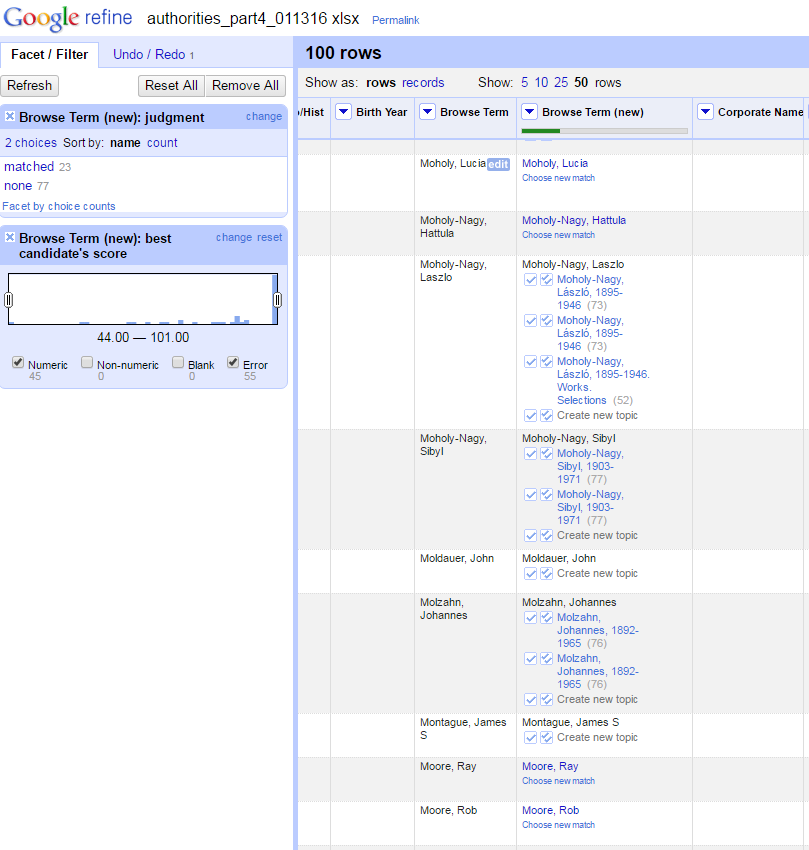 Google refine authorities_part4_011316 xlsx Permalink
Facet / Filter Undo / Redo 1
Refresh Reset All Remove All
Browse Term (new): judgment change
2 choices Sort by: name count
matched 23
none 77
Facet by choice counts
Browse Term (new): best change reset
candidate's score
44.00 — 101.00
Numeric Non-numeric Blank Error
45 0 0 55
100 rows
Show as: rows records Show: 5 10 25 50 rows
/Hist Birth Year Browse Term Browse Term (new) Corporate Name
Moholy, Lucia edit Moholy, Lucia
Choose new match
Moholy-Nagy, Moholy-Nagy, Hattula
Hattula Choose new match
Moholy-Nagy, Moholy-Nagy, Laszlo
Laszlo Moholy-Nagy,
László, 1895-
1946 (73)
Moholy-Nagy,
László, 1895-
1946 (73)
Moholy-Nagy,
László, 1895-1946.
Works.
Selections (52)
Create new topic
Moholy-Nagy, Moholy-Nagy, Sibyl
Sibyl Moholy-Nagy,
Sibyl, 1903-
1971 (77)
Moholy-Nagy,
Sibyl, 1903-
1971 (77)
Create new topic
Moldauer, John Moldauer, John
Create new topic
Molzahn, Molzahn, Johannes
Johannes Molzahn,
Johannes, 1892-
1965 (76)
Molzahn,
Johannes, 1892-
1965 (76)
Create new topic
Montague, James Montague, James S
S Create new topic
Moore, Ray Moore, Ray
Choose new match
Moore, Rob Moore, Rob
Choose new match